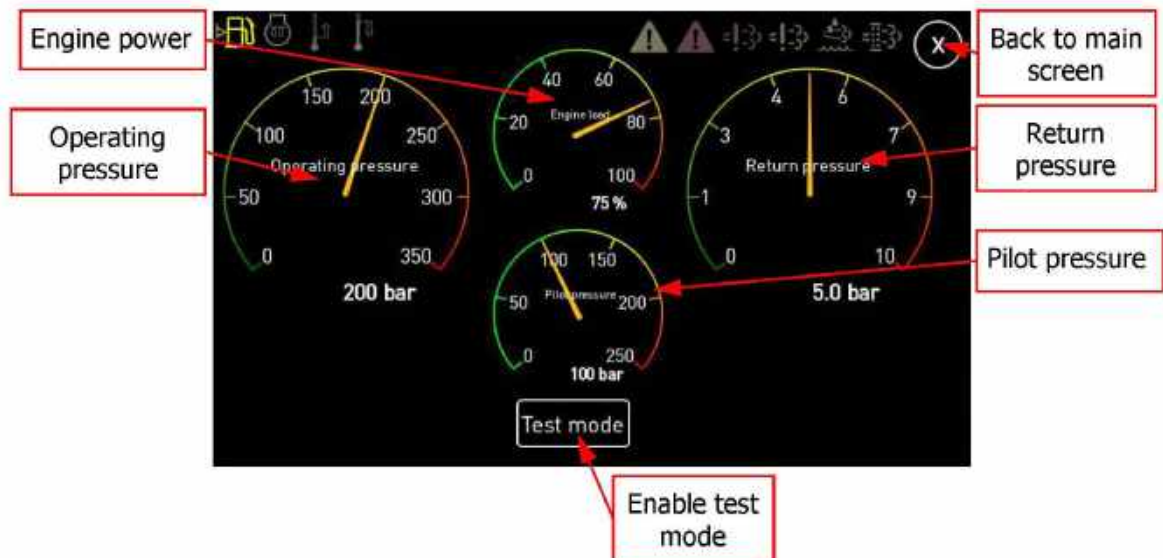 Engine power
Operating
pressure
Back to main
screen
Return
pressure
Pilot pressure
Enable test
mode
X
0
50
100
150
200
250
300
350
Operating pressure
200 bar
0
20
40
60
80
100
Engine load
75 %
0
50
100
150
200
250
Pilot pressure
100 bar
0
1
3
4
6
7
9
10
Return pressure
5.0 bar
Test mode